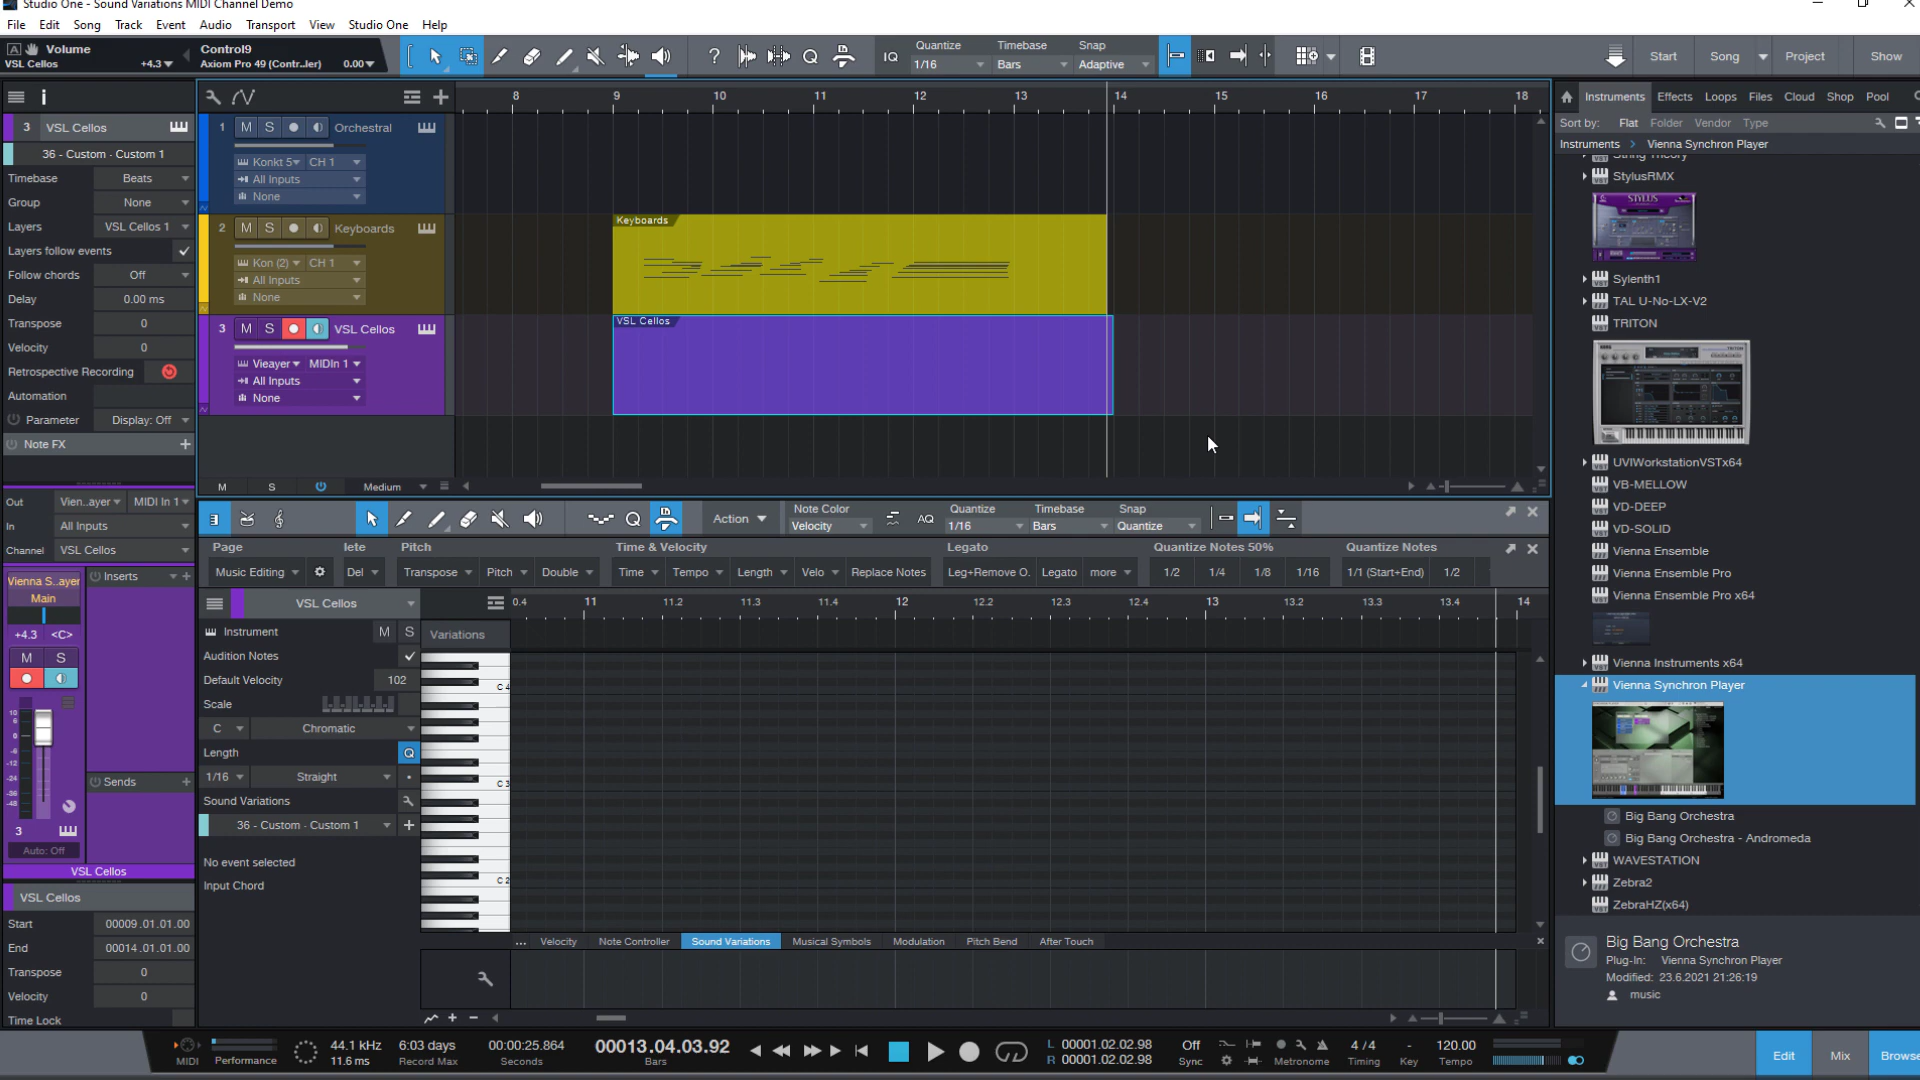 Studio One - Sound Variations MIDI Channel Demo
File Edit Song Track Event Audio Transport View Studio One Help
A Volume Control9
VSL Cellos +4.3 Axiom Pro 49 (Contr..ler) 0.00
IQ Quantize Timebase Snap
1/16 Bars Adaptive
Start Song Project Show
3 VSL Cellos
36 - Custom - Custom 1
Timebase Beats
Group None
Layers VSL Cellos 1
Layers follow events
Follow chords Off
Delay 0.00 ms
Transpose 0
Velocity 0
Retrospective Recording
Automation
Parameter Display: Off
Note FX
Out Vien..ayer MIDI In 1
In All Inputs
Channel VSL Cellos
Vienna S..ayer Inserts
Main
+4.3 <C>
M S
Sends
3
Auto: Off
VSL Cellos
VSL Cellos
Start 00009.01.01.00
End 00014.01.01.00
Transpose 0
Velocity 0
Time Lock
8 9 10 11 12 13 14 15 16 17 18
1 M S Orchestral
Konkt 5 CH 1
All Inputs
None
2 M S Keyboards
Kon (2) CH 1
All Inputs
None
3 M S VSL Cellos
Vieayer MIDIn 1
All Inputs
None
Keyboards
VSL Cellos
M S Medium
Action Note Color AQ Quantize Timebase Snap
Velocity 1/16 Bars Quantize
Page lete Pitch Time & Velocity Legato Quantize Notes 50% Quantize Notes
Music Editing Del Transpose Pitch Double Time Tempo Length Velo Replace Notes Leg+Remove O. Legato more 1/2 1/4 1/8 1/16 1/1 (Start+End) 1/2
VSL Cellos 0.4 11 11.2 11.3 11.4 12 12.2 12.3 12.4 13 13.2 13.3 13.4 14
Instrument M S Variations
Audition Notes
Default Velocity 102
Scale
C Chromatic
Length Q
1/16 Straight
Sound Variations
36 - Custom - Custom 1
No event selected
Input Chord
C 4
C 3
C 2
... Velocity Note Controller Sound Variations Musical Symbols Modulation Pitch Bend After Touch
Instruments Effects Loops Files Cloud Shop Pool
Sort by: Flat Folder Vendor Type
Instruments > Vienna Synchron Player
String Theory
StylusRMX
STYLUS
Sylenth1
TAL U-No-LX-V2
TRITON
UVIWorkstationVSTx64
VB-MELLOW
VD-DEEP
VD-SOLID
Vienna Ensemble
Vienna Ensemble Pro
Vienna Ensemble Pro x64
Vienna Instruments x64
Vienna Synchron Player
Big Bang Orchestra
Big Bang Orchestra - Andromeda
WAVESTATION
Zebra2
ZebraHZ(x64)
Big Bang Orchestra
Plug-In: Vienna Synchron Player
Modified: 23.6.2021 21:26:19
music
MIDI Performance 44.1 kHz 11.6 ms 6:03 days Record Max 00:00:25.864 Seconds 00013.04.03.92 Bars
L 00001.02.02.98
R 00001.02.02.98
Off Sync Metronome 4 / 4 Timing - Key 120.00 Tempo
Edit Mix Browse